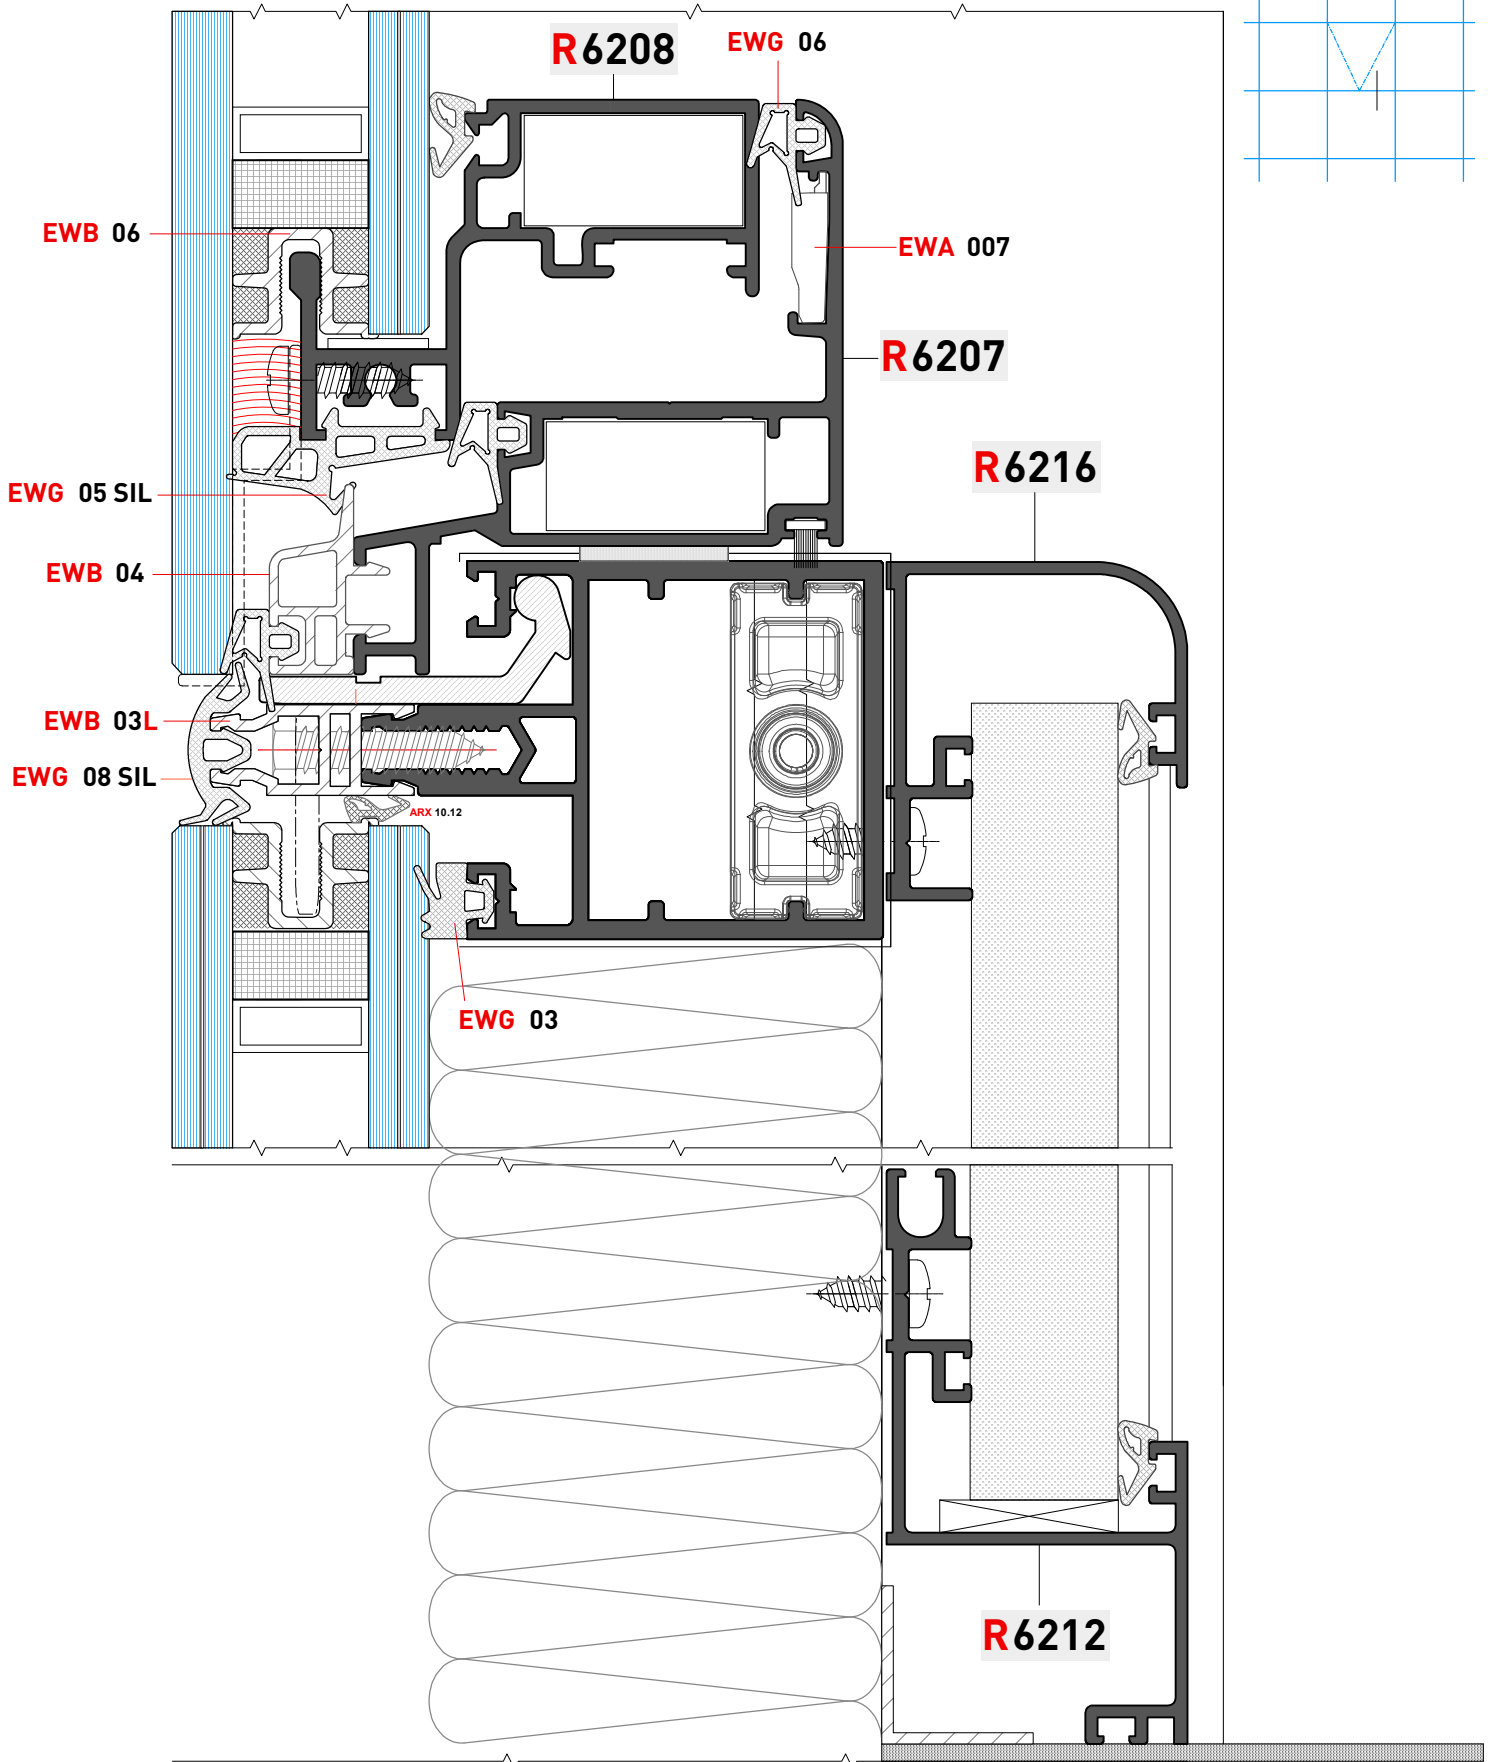 R6208
EWG 06
EWB 06
EWA 007
R6207
R6216
EWG 05 SIL
EWB 04
EWB 03L
EWG 08 SIL
ARX 10.12
EWG 03
R6212